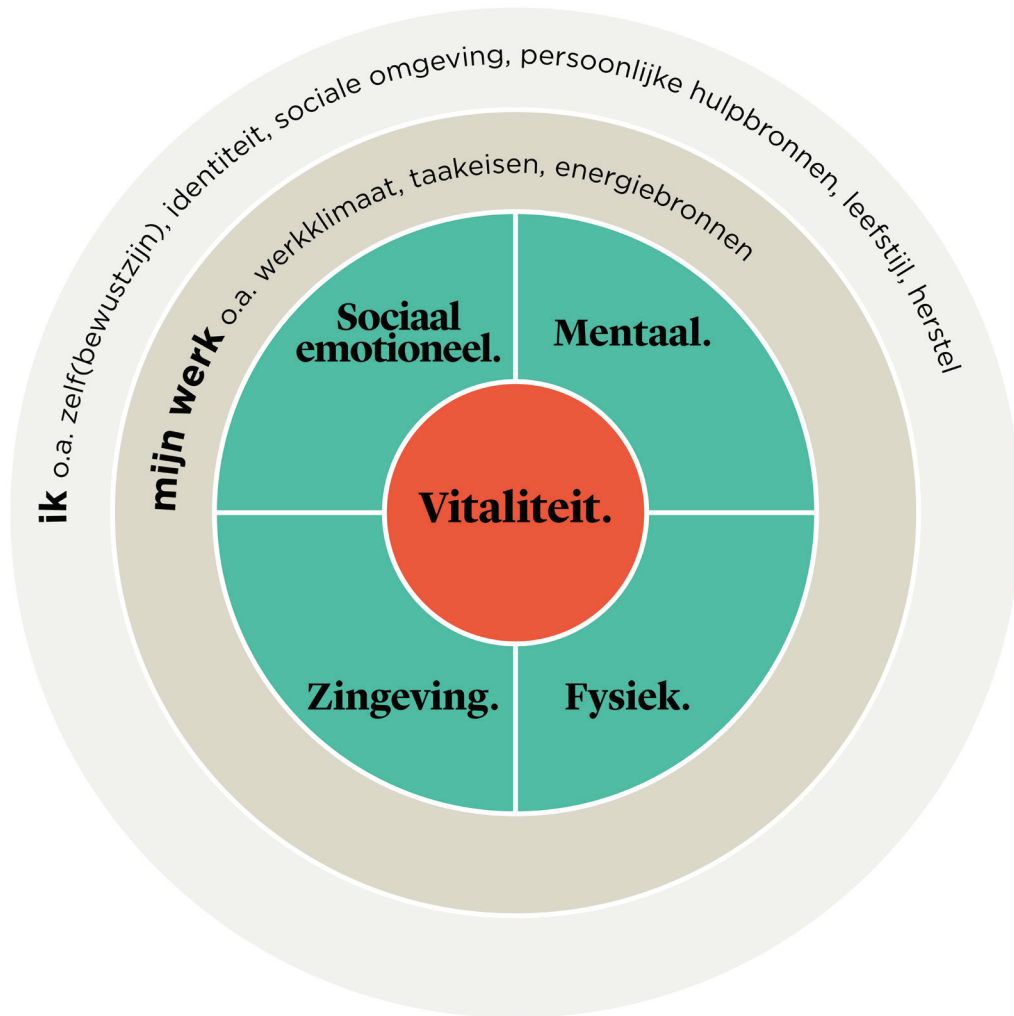 ik o.a. zelf(bewustzijn), identiteit, sociale omgeving, persoonlijke hulpbronnen, leefstijl, herstel
mijn werk o.a. werkklimaat, taakeisen, energiebronnen
Sociaal
emotioneel.
Mentaal.
Vitaliteit.
Zingeving.
Fysiek.